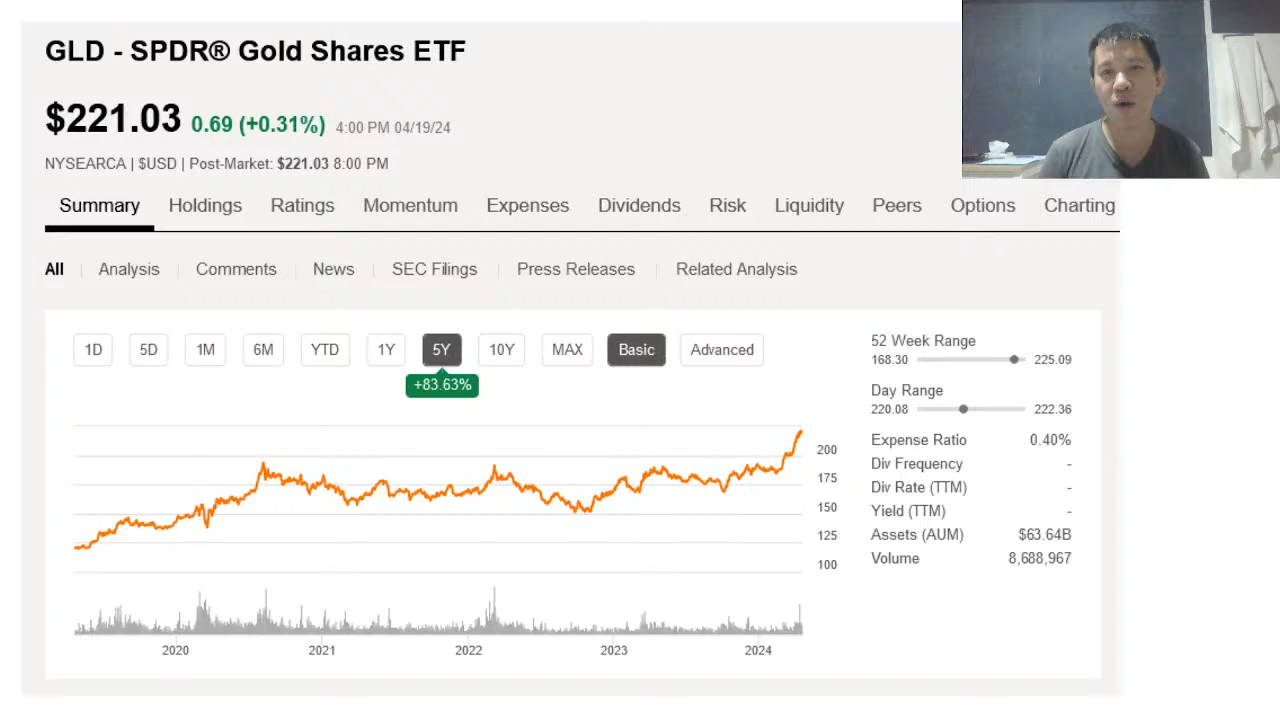 GLD - SPDR® Gold Shares ETF
$221.03 0.69 (+0.31%) 4:00 PM 04/19/24
NYSEARCA | $USD | Post-Market: $221.03 8:00 PM
Summary Holdings Ratings Momentum Expenses Dividends Risk Liquidity Peers Options Charting
All Analysis Comments News SEC Filings Press Releases Related Analysis
1D 5D 1M 6M YTD 1Y 5Y 10Y MAX Basic Advanced
+83.63%
200
175
150
125
100
2020 2021 2022 2023 2024
52 Week Range
168.30 225.09
Day Range
220.08 222.36
Expense Ratio 0.40%
Div Frequency -
Div Rate (TTM) -
Yield (TTM) -
Assets (AUM) $63.64B
Volume 8,688,967